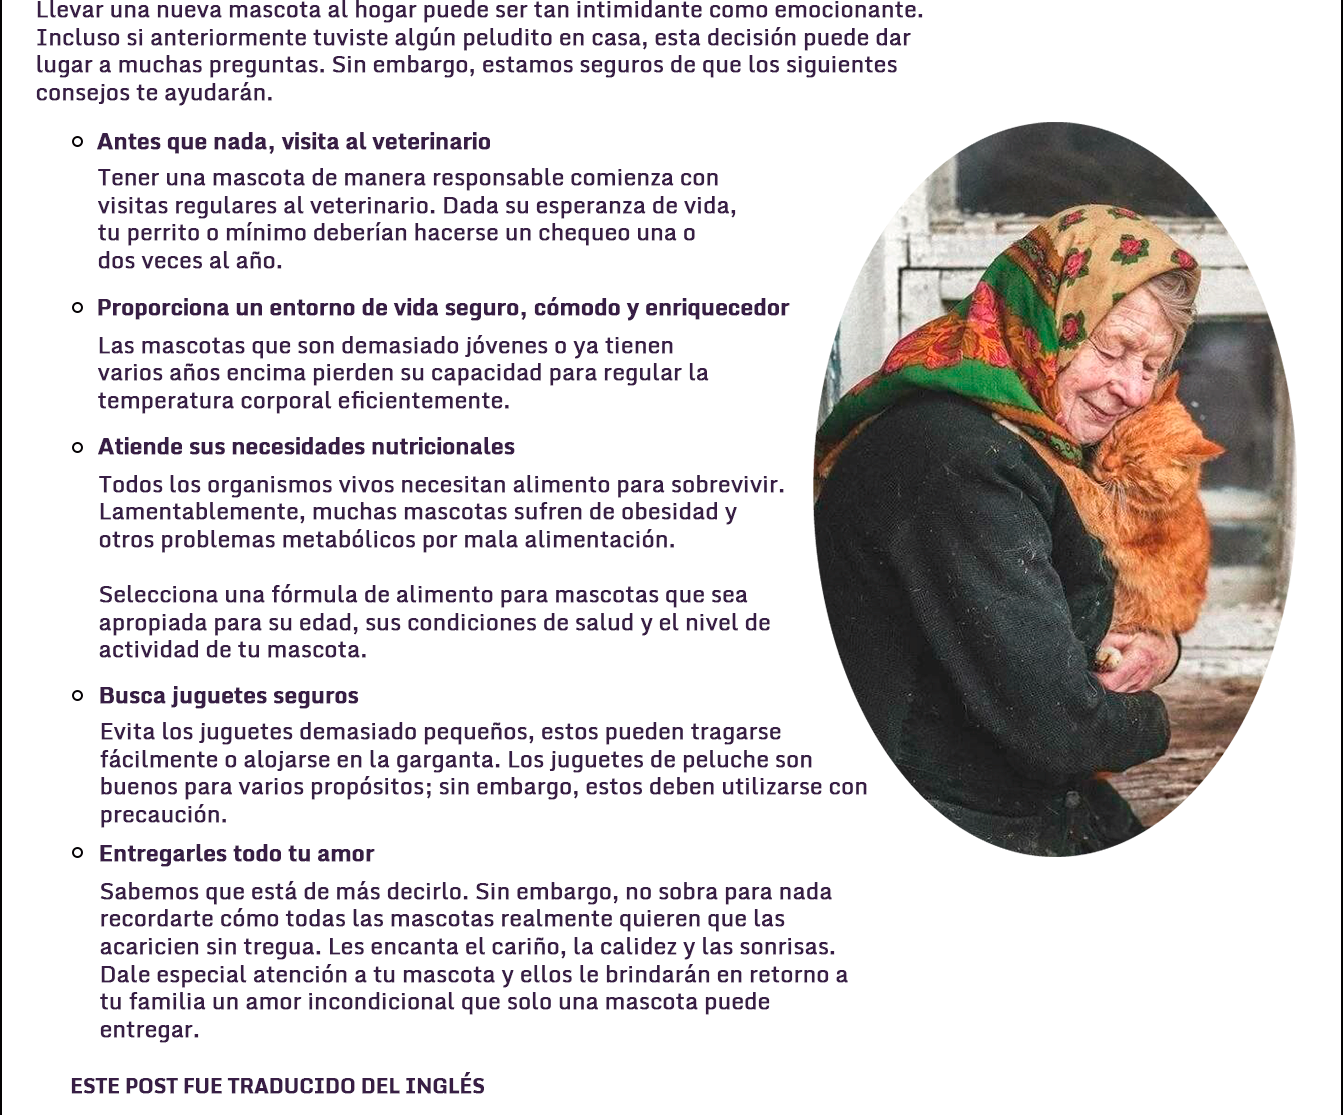 Llevar una nueva mascota al hogar puede ser tan intimidante como emocionante.
Incluso si anteriormente tuviste algún peludito en casa, esta decisión puede dar
lugar a muchas preguntas. Sin embargo, estamos seguros de que los siguientes
consejos te ayudarán.
Antes que nada, visita al veterinario
Tener una mascota de manera responsable comienza con
visitas regulares al veterinario. Dada su esperanza de vida,
tu perrito o mínimo deberían hacerse un chequeo una o
dos veces al año.
Proporciona un entorno de vida seguro, cómodo y enriquecedor
Las mascotas que son demasiado jóvenes o ya tienen
varios años encima pierden su capacidad para regular la
temperatura corporal eficientemente.
Atiende sus necesidades nutricionales
Todos los organismos vivos necesitan alimento para sobrevivir.
Lamentablemente, muchas mascotas sufren de obesidad y
otros problemas metabólicos por mala alimentación.
Selecciona una fórmula de alimento para mascotas que sea
apropiada para su edad, sus condiciones de salud y el nivel de
actividad de tu mascota.
Busca juguetes seguros
Evita los juguetes demasiado pequeños, estos pueden tragarse
fácilmente o alojarse en la garganta. Los juguetes de peluche son
buenos para varios propósitos; sin embargo, estos deben utilizarse con
precaución.
Entregarles todo tu amor
Sabemos que está de más decirlo. Sin embargo, no sobra para nada
recordarte cómo todas las mascotas realmente quieren que las
acaricien sin tregua. Les encanta el cariño, la calidez y las sonrisas.
Dale especial atención a tu mascota y ellos le brindarán en retorno a
tu familia un amor incondicional que solo una mascota puede
entregar.
ESTE POST FUE TRADUCIDO DEL INGLÉS